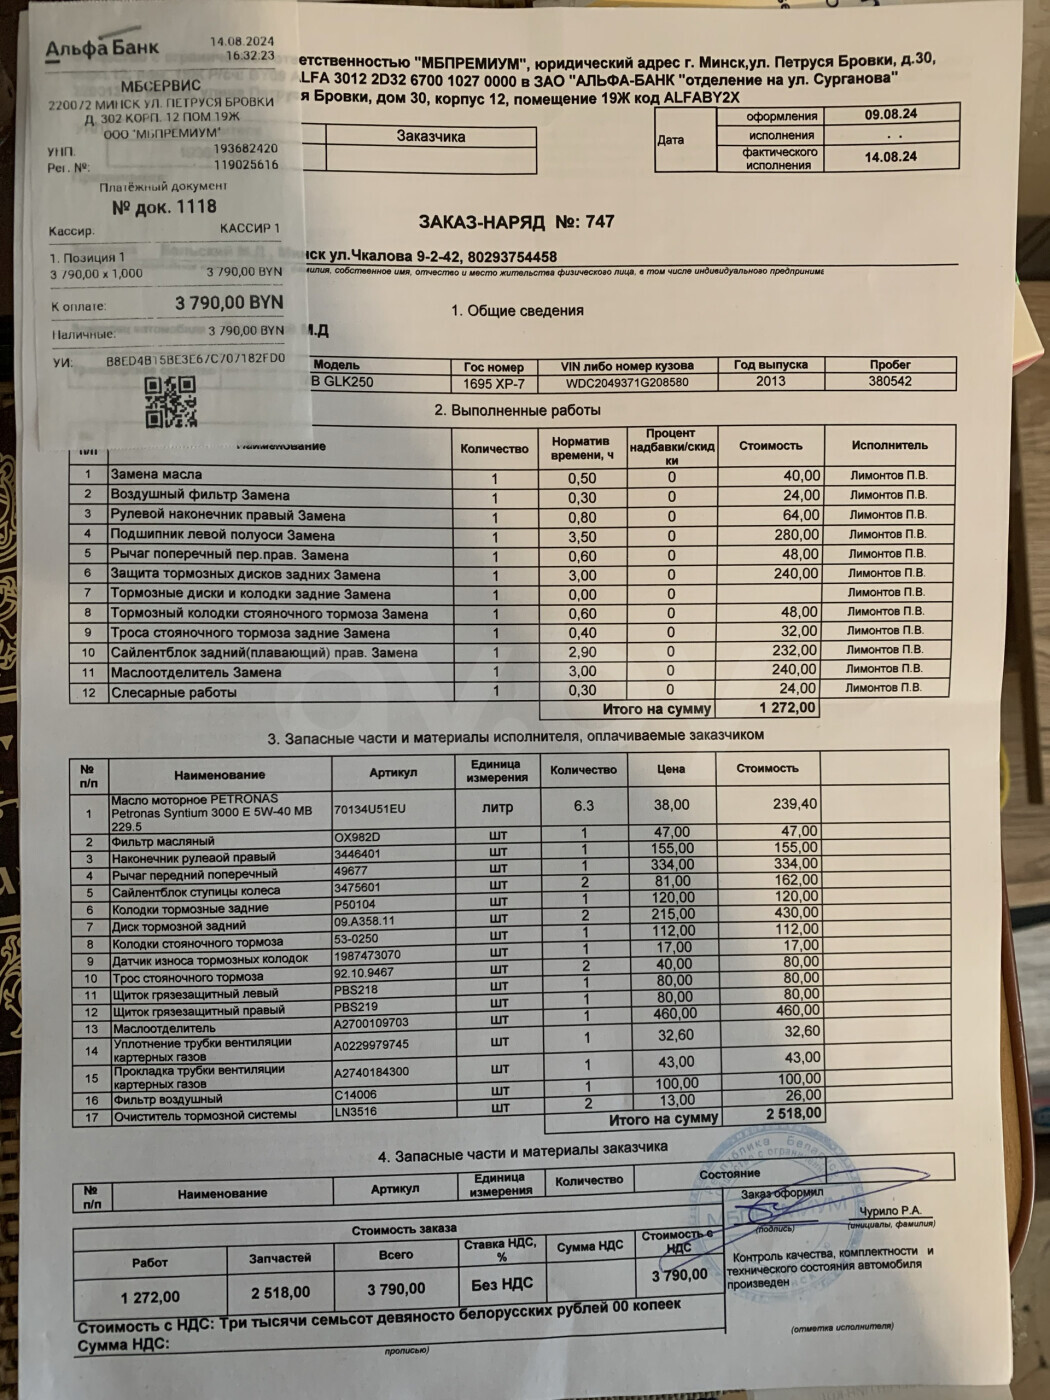 Альфа Банк
14.08.2024
16:32:23
МБСЕРВИС
220072 МИНСК УЛ. ПЕТРУСЯ БРОВКИ
Д. 302 КОРП. 12 ПОМ 19Ж
ООО "МБПРЕМИУМ"
УНП: 193682420
Рег. №: 119025616
Платёжный документ
№ док. 1118
Кассир: КАССИР 1
1. Позиция 1
3 790,00 x 1,000 3 790,00 BYN
К оплате: 3 790,00 BYN
Наличные: 3 790,00 BYN
УИ:
етственностью "МБПРЕМИУМ", юридический адрес г. Минск,ул. Петруся Бровки, д.30,
ALFA 3012 2D32 6700 1027 0000 в ЗАО "АЛЬФА-БАНК "отделение на ул. Сурганова"
я Бровки, дом 30, корпус 12, помещение 19Ж код ALFABY2X
Заказчика
Дата
оформления 09.08.24
исполнения . .
фактического исполнения 14.08.24
ЗАКАЗ-НАРЯД №: 747
нск ул.Чкалова 9-2-42, 80293754458
милия, собственное имя, отчество и место жительства физического лица, в том числе индивидуального предприниме
1. Общие сведения
М.Д
Модель Гос номер VIN либо номер кузова Год выпуска Пробег
B GLK250 1695 XP-7 WDC2049371G208580 2013 380542
2. Выполненные работы
п/п Наименование Количество Норматив времени, ч Процент надбавки/скидки Стоимость Исполнитель
1 Замена масла 1 0,50 0 40,00 Лимонтов П.В.
2 Воздушный фильтр Замена 1 0,30 0 24,00 Лимонтов П.В.
3 Рулевой наконечник правый Замена 1 0,80 0 64,00 Лимонтов П.В.
4 Подшипник левой полуоси Замена 1 3,50 0 280,00 Лимонтов П.В.
5 Рычаг поперечный пер.прав. Замена 1 0,60 0 48,00 Лимонтов П.В.
6 Защита тормозных дисков задних Замена 1 3,00 0 240,00 Лимонтов П.В.
7 Тормозные диски и колодки задние Замена 1 0,00 0 Лимонтов П.В.
8 Тормозный колодки стояночного тормоза Замена 1 0,60 0 48,00 Лимонтов П.В.
9 Троса стояночного тормоза задние Замена 1 0,40 0 32,00 Лимонтов П.В.
10 Сайлентблок задний(плавающий) прав. Замена 1 2,90 0 232,00 Лимонтов П.В.
11 Маслоотделитель Замена 1 3,00 0 240,00 Лимонтов П.В.
12 Слесарные работы 1 0,30 0 24,00 Лимонтов П.В.
Итого на сумму 1 272,00
3. Запасные части и материалы исполнителя, оплачиваемые заказчиком
№ п/п Наименование Артикул Единица измерения Количество Цена Стоимость
1 Масло моторное PETRONAS Petronas Syntium 3000 E 5W-40 MB 229.5 70134U51EU литр 6.3 38,00 239,40
2 Фильтр масляный OX982D шт 1 47,00 47,00
3 Наконечник рулеаой правый 3446401 шт 1 155,00 155,00
4 Рычаг передний поперечный 49677 шт 1 334,00 334,00
5 Сайлентблок ступицы колеса 3475601 шт 2 81,00 162,00
6 Колодки тормозные задние P50104 шт 1 120,00 120,00
7 Диск тормозной задний 09.A358.11 шт 2 215,00 430,00
8 Колодки стояночного тормоза 53-0250 шт 1 112,00 112,00
9 Датчик износа тормозных колодок 1987473070 шт 1 17,00 17,00
10 Трос стояночного тормоза 92.10.9467 шт 2 40,00 80,00
11 Щиток грязезащитный левый PBS218 шт 1 80,00 80,00
12 Щиток грязезащитный правый PBS219 шт 1 80,00 80,00
13 Маслоотделитель A2700109703 шт 1 460,00 460,00
14 Уплотнение трубки вентиляции картерных газов A0229979745 шт 1 32,60 32,60
15 Прокладка трубки вентиляции картерных газов A2740184300 шт 1 43,00 43,00
16 Фильтр воздушный C14006 шт 1 100,00 100,00
17 Очиститель тормозной системы LN3516 шт 2 13,00 26,00
Итого на сумму 2 518,00
4. Запасные части и материалы заказчика
№ п/п Наименование Артикул Единица измерения Количество Состояние
Стоимость заказа
Работ Запчастей Всего Ставка НДС, % Сумма НДС Стоимость с НДС
1 272,00 2 518,00 3 790,00 Без НДС 3 790,00
Заказ оформил
Чурило Р.А.
(подпись) (инициалы, фамилия)
МБПРЕМИУМ
Контроль качества, комплектности и
технического состояния автомобиля
произведен
Стоимость с НДС: Три тысячи семьсот девяносто белорусских рублей 00 копеек
Сумма НДС:
прописью)
(отметка исполнителя)